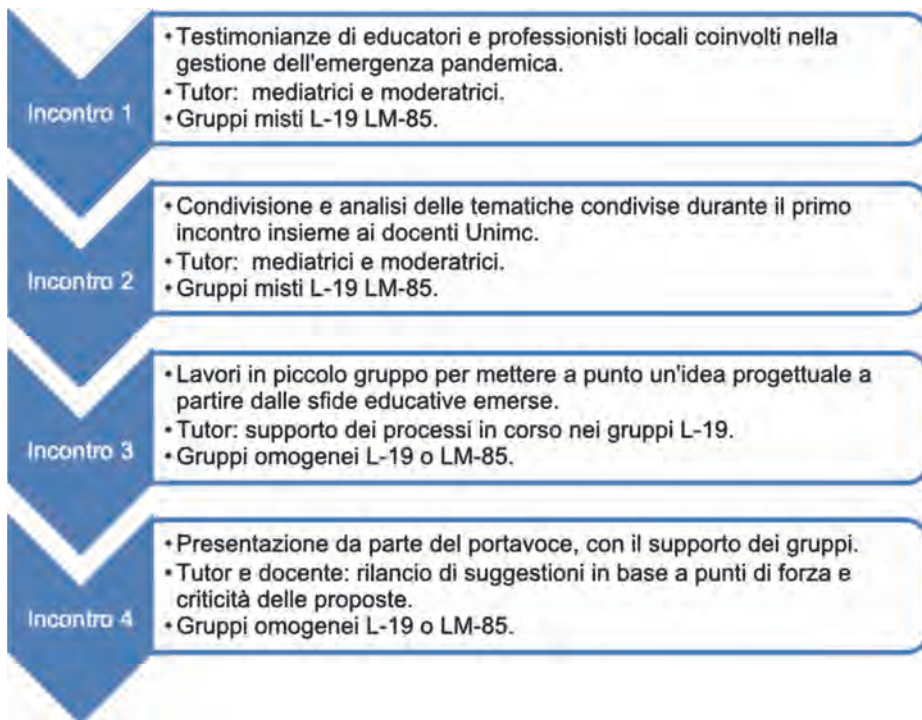 Incontro 1
• Testimonianze di educatori e professionisti locali coinvolti nella
gestione dell'emergenza pandemica.
• Tutor: mediatrici e moderatrici.
• Gruppi misti L-19 LM-85.
Incontro 2
• Condivisione e analisi delle tematiche condivise durante il primo
incontro insieme ai docenti Unimc.
• Tutor: mediatrici e moderatrici.
• Gruppi misti L-19 LM-85.
Incontro 3
• Lavori in piccolo gruppo per mettere a punto un'idea progettuale a
partire dalle sfide educative emerse.
• Tutor: supporto dei processi in corso nei gruppi L-19.
• Gruppi omogenei L-19 o LM-85.
Incontro 4
• Presentazione da parte del portavoce, con il supporto dei gruppi.
• Tutor e docente: rilancio di suggestioni in base a punti di forza e
criticità delle proposte.
• Gruppi omogenei L-19 o LM-85.